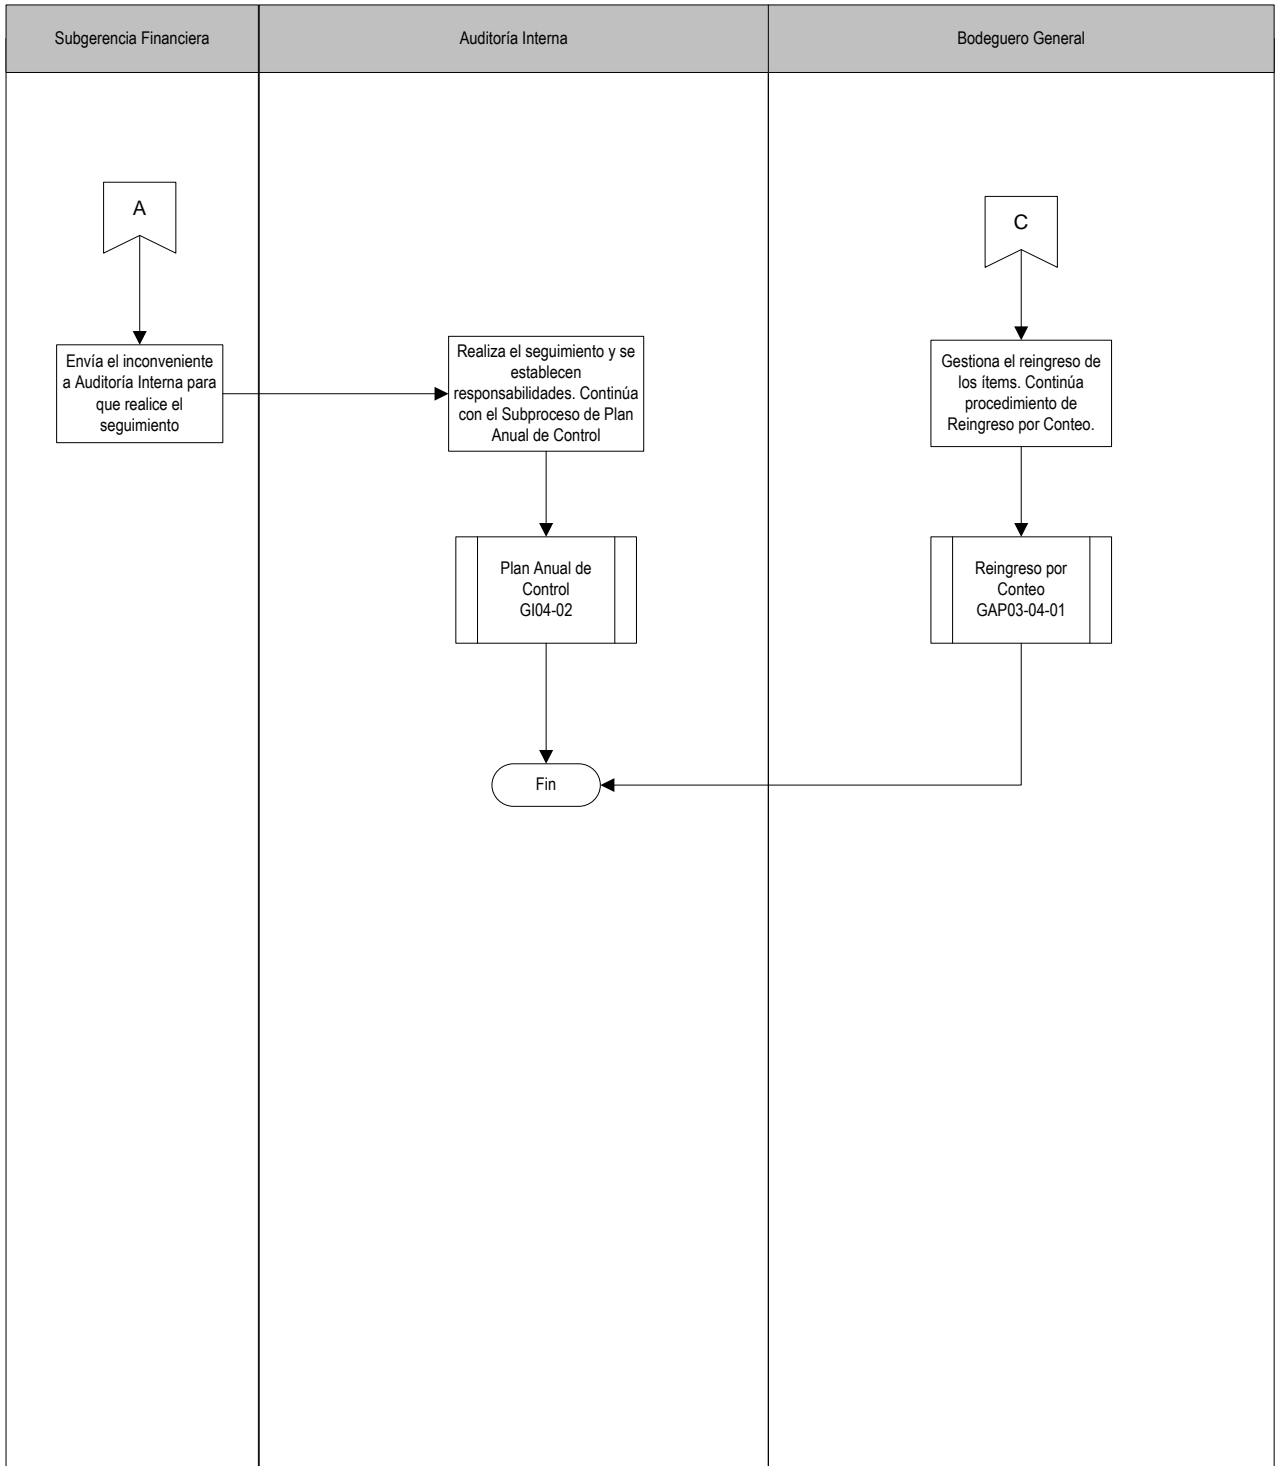 Subgerencia Financiera
Auditoría Interna
Bodeguero General
A
C
Envía el inconveniente
a Auditoría Interna para
que realice el
seguimiento
Realiza el seguimiento y se
establecen
responsabilidades. Continúa
con el Subproceso de Plan
Anual de Control
Gestiona el reingreso de
los ítems. Continúa
procedimiento de
Reingreso por Conteo.
Plan Anual de
Control
GI04-02
Reingreso por
Conteo
GAP03-04-01
Fin